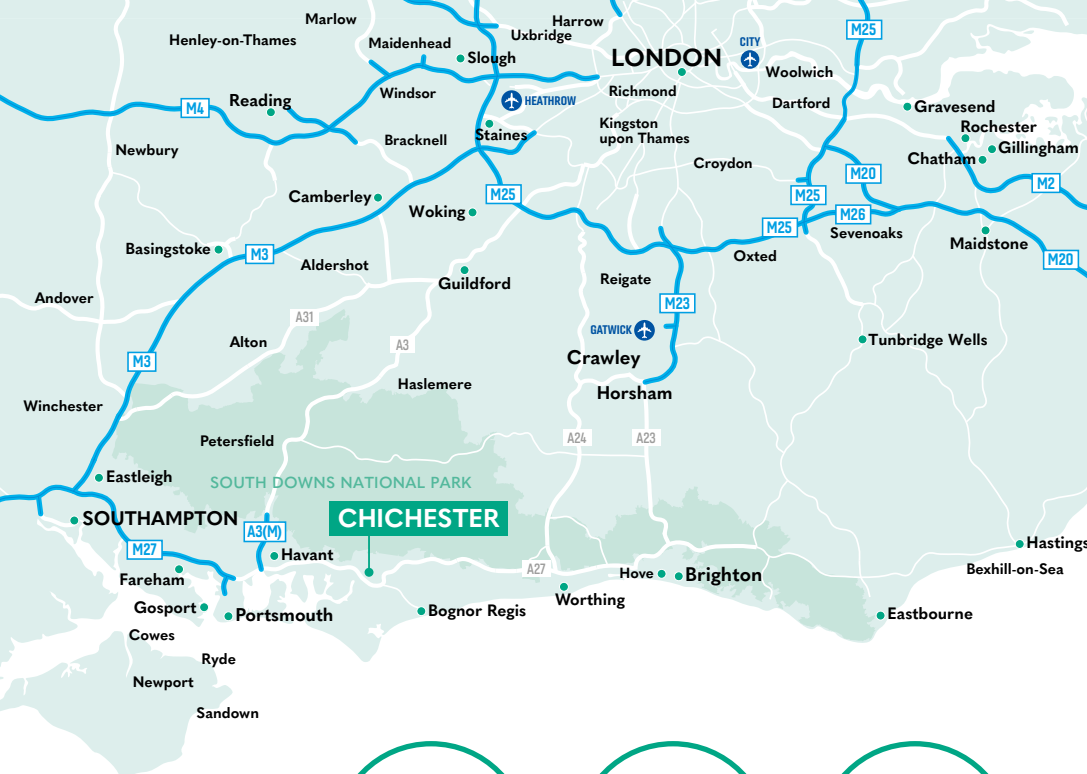 Marlow
Harrow
Uxbridge
M25
Henley-on-Thames
Maidenhead
Slough
LONDON
CITY
Woolwich
Windsor
Richmond
HEATHROW
Dartford
Reading
M4
Gravesend
Staines
Kingston
upon Thames
Rochester
Bracknell
Gillingham
Newbury
Chatham
Croydon
M20
M2
Camberley
M25
M25
Woking
M26
M25
Sevenoaks
Basingstoke
M3
Oxted
Maidstone
M20
Aldershot
Guildford
Reigate
Andover
M23
A31
GATWICK
Alton
A3
Tunbridge Wells
M3
Crawley
Haslemere
Horsham
Winchester
Petersfield
A24
A23
Eastleigh
SOUTH DOWNS NATIONAL PARK
SOUTHAMPTON
CHICHESTER
A3(M)
M27
Havant
Hastings
A27
Bexhill-on-Sea
Fareham
Hove
Brighton
Gosport
Worthing
Portsmouth
Bognor Regis
Eastbourne
Cowes
Ryde
Newport
Sandown